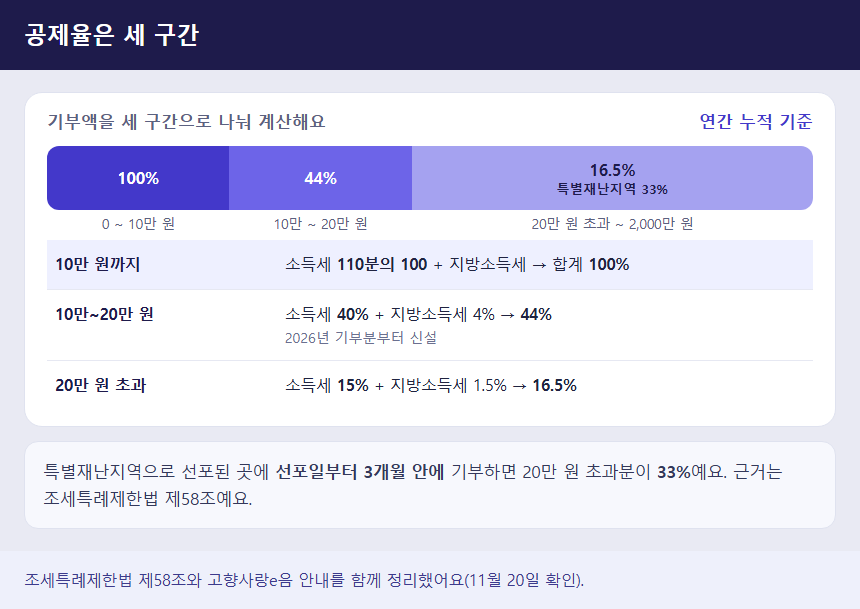 공제율은 세 구간
기부액을 세 구간으로 나눠 계산해요
연간 누적 기준
100%
44%
16.5%
특별재난지역 33%
0 ~ 10만 원
10만 ~ 20만 원
20만 원 초과 ~ 2,000만 원
10만 원까지
소득세 110분의 100 + 지방소득세 → 합계 100%
10만~20만 원
소득세 40% + 지방소득세 4% → 44%
2026년 기부분부터 신설
20만 원 초과
소득세 15% + 지방소득세 1.5% → 16.5%
특별재난지역으로 선포된 곳에 선포일부터 3개월 안에 기부하면 20만 원 초과분이 33%예요. 근거는
조세특례제한법 제58조예요.
조세특례제한법 제58조와 고향사랑e음 안내를 함께 정리했어요(11월 20일 확인).